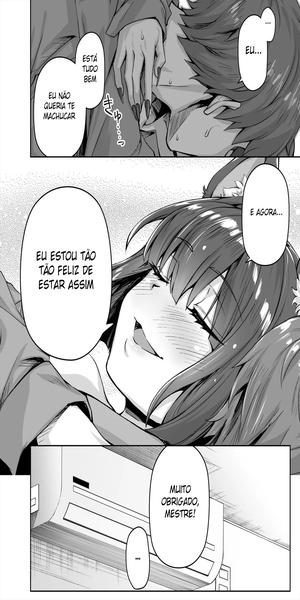 EU...
ESTÁ
TUDO
BEM
EU NÃO
QUERIA TE
MACHUCAR
E AGORA...
EU ESTOU TÃO
TÃO FELIZ DE
ESTAR ASSIM
MUITO
OBRIGADO,
MESTRE!
...